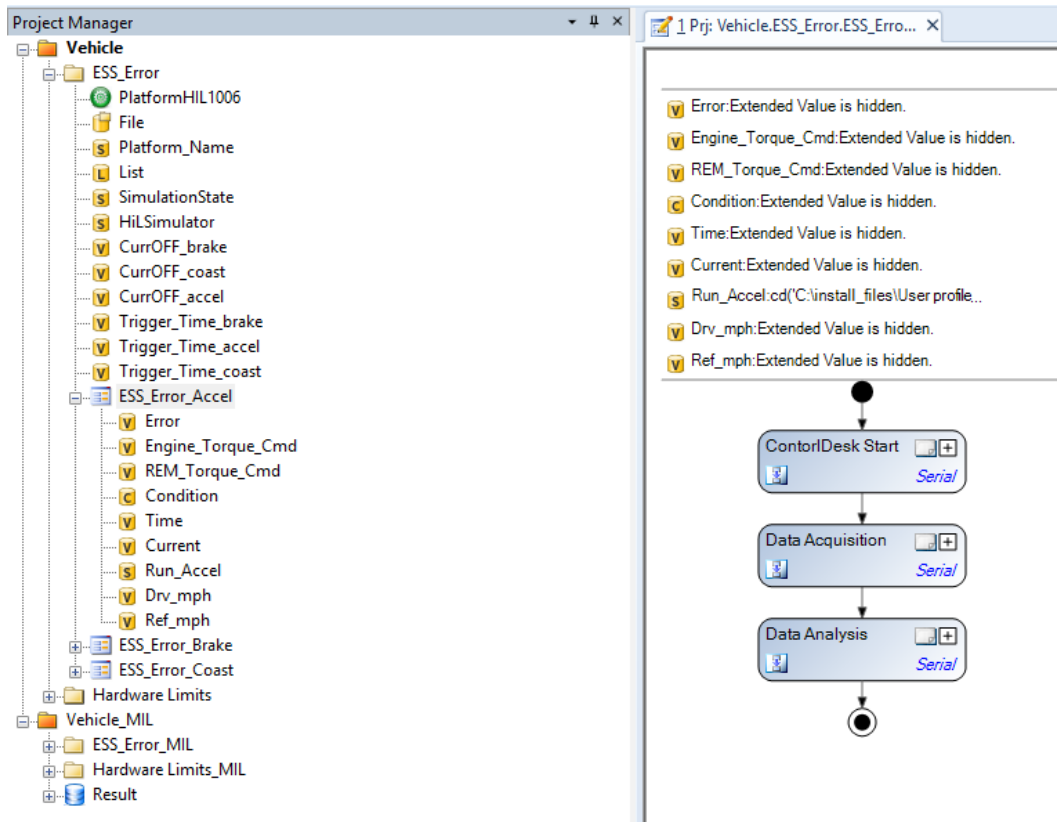 Project Manager
Vehicle
ESS_Error
PlatformHIL1006
File
Platform_Name
List
SimulationState
HiLSimulator
CurrOFF_brake
CurrOFF_coast
CurrOFF_accel
Trigger_Time_brake
Trigger_Time_accel
Trigger_Time_coast
ESS_Error_Accel
Error
Engine_Torque_Cmd
REM_Torque_Cmd
Condition
Time
Current
Run_Accel
Drv_mph
Ref_mph
ESS_Error_Brake
ESS_Error_Coast
Hardware Limits
Vehicle_MIL
ESS_Error_MIL
Hardware Limits_MIL
Result
1 Prj: Vehicle.ESS_Error.ESS_Erro...
V Error:Extended Value is hidden.
V Engine_Torque_Cmd:Extended Value is hidden.
V REM_Torque_Cmd:Extended Value is hidden.
C Condition:Extended Value is hidden.
V Time:Extended Value is hidden.
V Current:Extended Value is hidden.
S Run_Accel:cd('C:\install_files\User profile...
V Drv_mph:Extended Value is hidden.
V Ref_mph:Extended Value is hidden.
ContorlDesk Start
Serial
Data Acquisition
Serial
Data Analysis
Serial